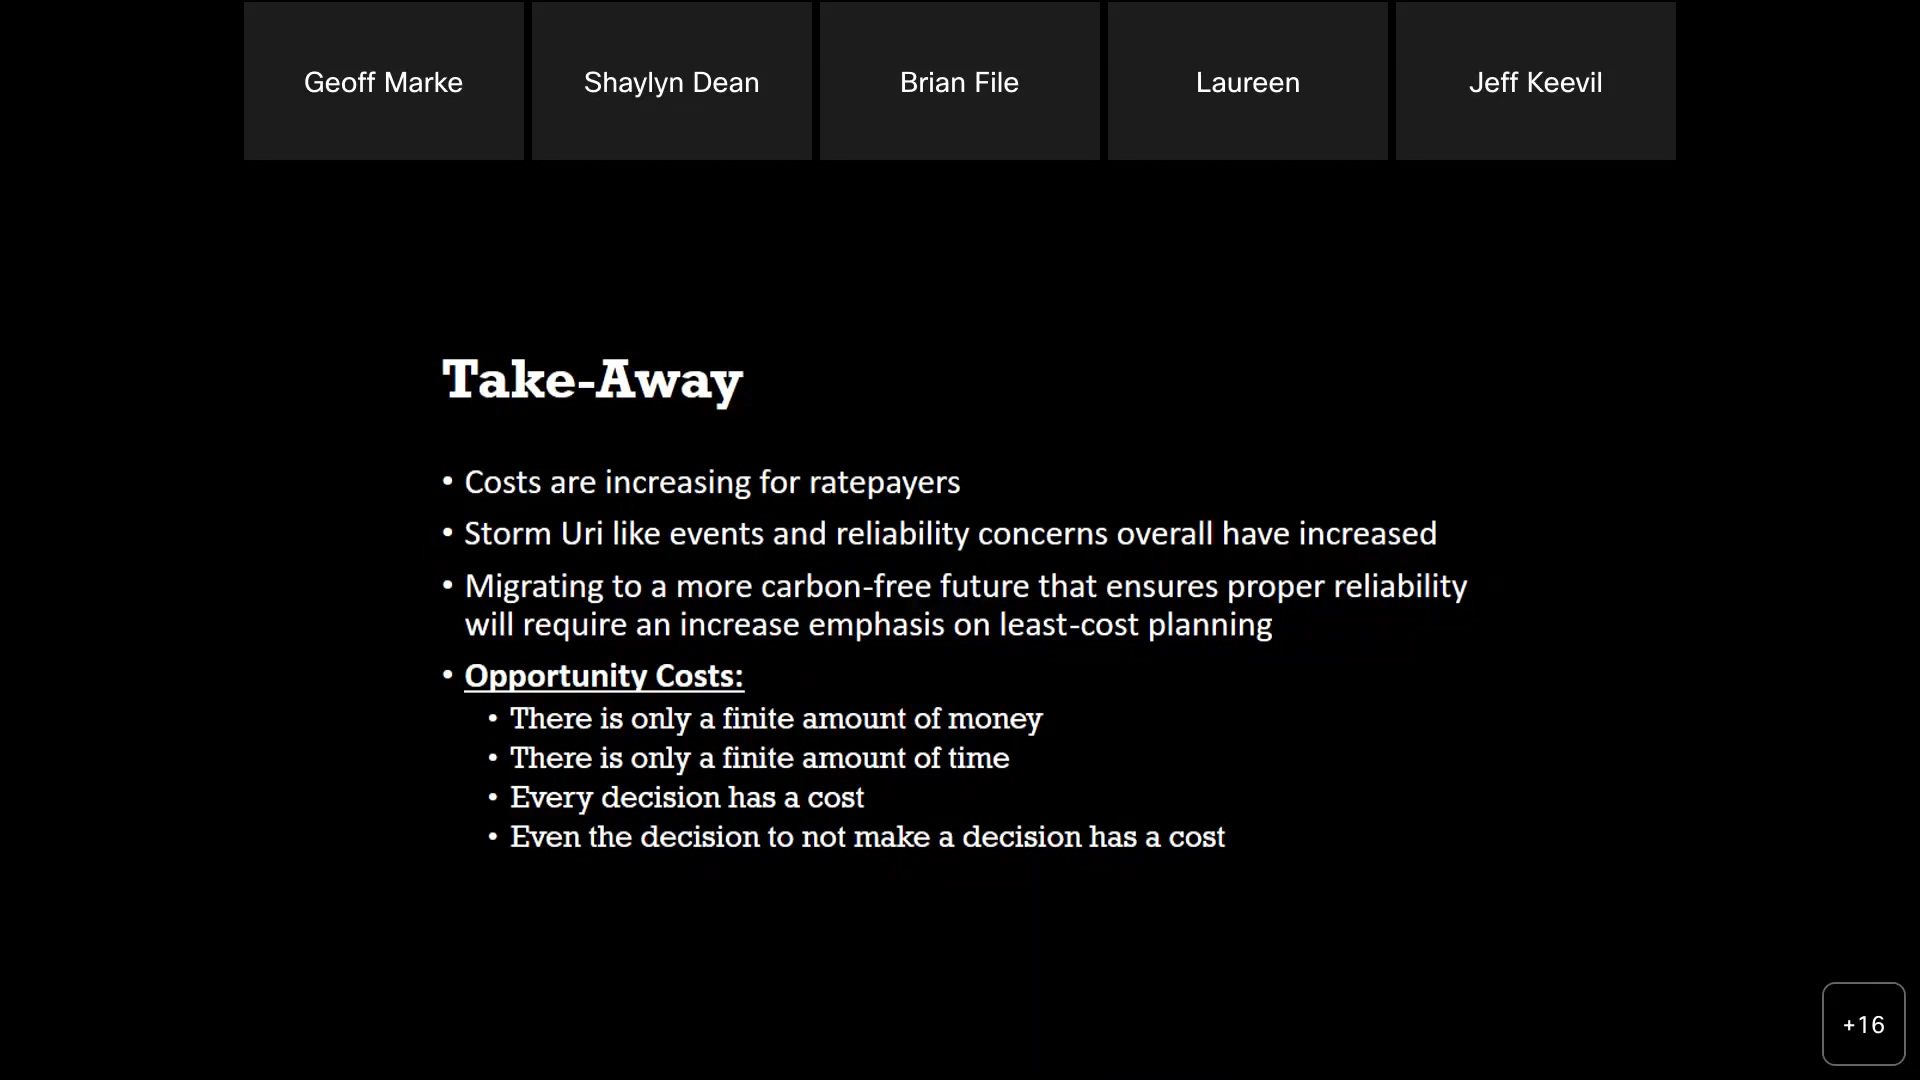 Geoff Marke
Shaylyn Dean
Brian File
Laureen
Jeff Keevil
Take-Away
• Costs are increasing for ratepayers
• Storm Uri like events and reliability concerns overall have increased
• Migrating to a more carbon-free future that ensures proper reliability
will require an increase emphasis on least-cost planning
• Opportunity Costs:
• There is only a finite amount of money
• There is only a finite amount of time
• Every decision has a cost
• Even the decision to not make a decision has a cost
+16